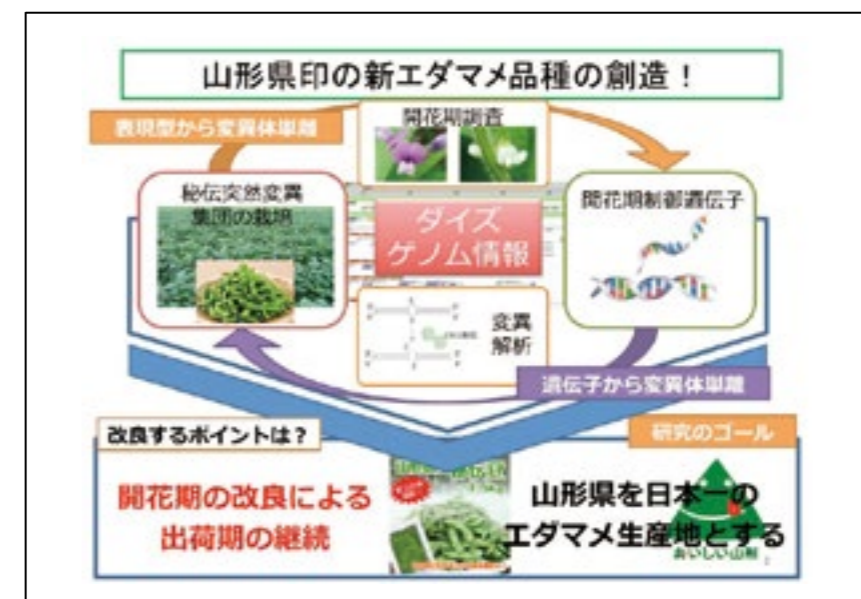 山形県印の新エダマメ品種の創造！
表現型から変異体単離
開花期調査
秘伝突然変異
集団の栽培
ダイズ
ゲノム情報
開花期制御遺伝子
変異
解析
遺伝子から変異体単離
改良するポイントは？
研究のゴール
開花期の改良による
出荷期の継続
山形県を日本一の
エダマメ生産地とする
おいしい山形